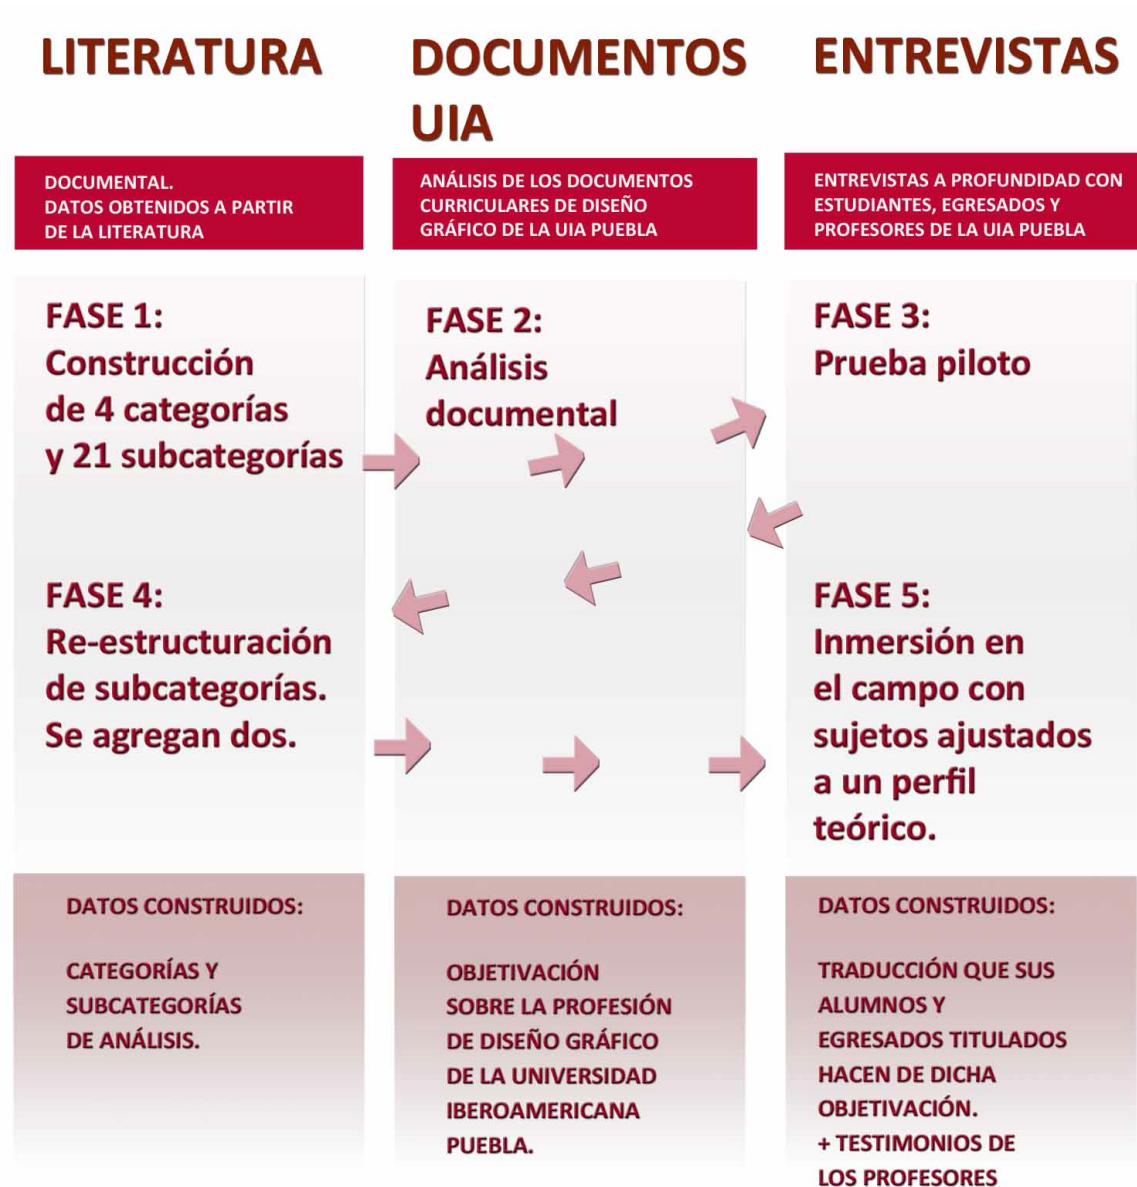 LITERATURA
DOCUMENTOS
UIA
ENTREVISTAS
DOCUMENTAL.
DATOS OBTENIDOS A PARTIR
DE LA LITERATURA
ANÁLISIS DE LOS DOCUMENTOS
CURRICULARES DE DISEÑO
GRÁFICO DE LA UIA PUEBLA
ENTREVISTAS A PROFUNDIDAD CON
ESTUDIANTES, EGRESADOS Y
PROFESORES DE LA UIA PUEBLA
FASE 1:
Construcción
de 4 categorías
y 21 subcategorías
FASE 2:
Análisis
documental
FASE 3:
Prueba piloto
FASE 4:
Re-estructuración
de subcategorías.
Se agregan dos.
FASE 5:
Inmersión en
el campo con
sujetos ajustados
a un perfil
teórico.
DATOS CONSTRUIDOS:
CATEGORÍAS Y
SUBCATEGORÍAS
DE ANÁLISIS.
DATOS CONSTRUIDOS:
OBJETIVACIÓN
SOBRE LA PROFESIÓN
DE DISEÑO GRÁFICO
DE LA UNIVERSIDAD
IBEROAMERICANA
PUEBLA.
DATOS CONSTRUIDOS:
TRADUCCIÓN QUE SUS
ALUMNOS Y
EGRESADOS TITULADOS
HACEN DE DICHA
OBJETIVACIÓN.
+ TESTIMONIOS DE
LOS PROFESORES